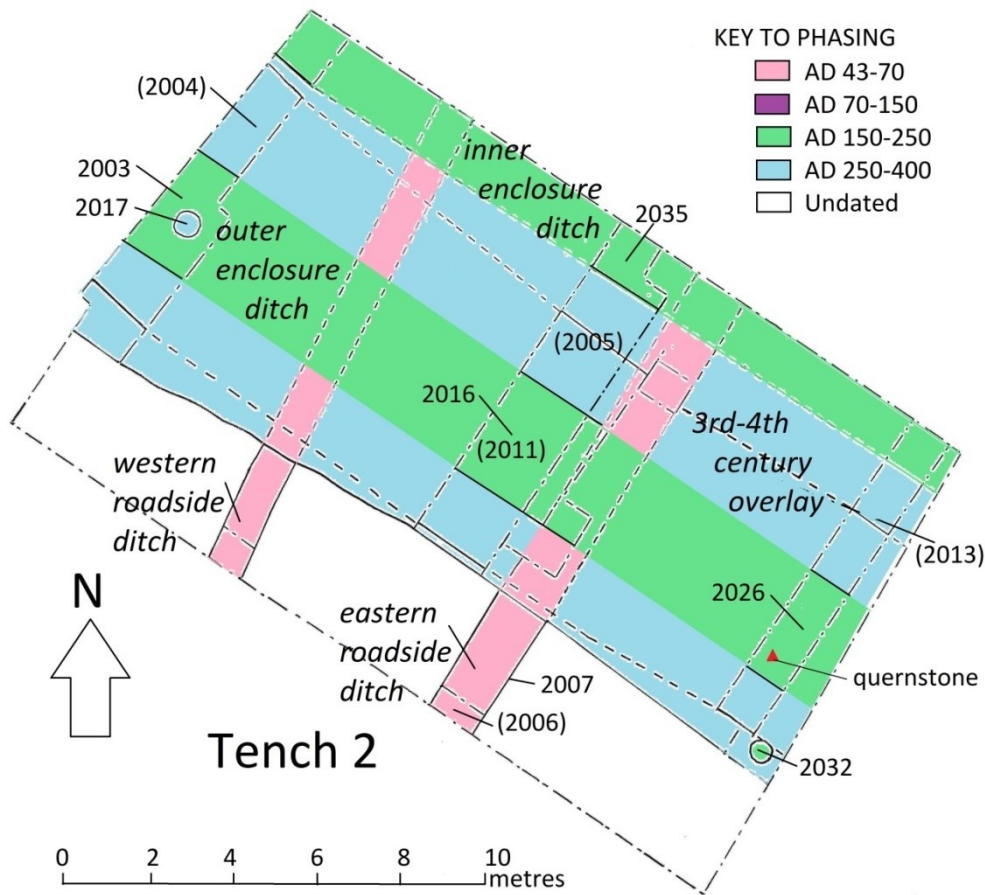 KEY TO PHASING
AD 43-70
AD 70-150
AD 150-250
AD 250-400
Undated
(2004)
2003
2017
inner
enclosure
ditch
2035
outer
enclosure
ditch
(2005)
2016
(2011)
3rd-4th
century
overlay
(2013)
western
roadside
ditch
2026
quernstone
N
eastern
roadside
ditch
2007
(2006)
2032
Tench 2
0 2 4 6 8 10
metres